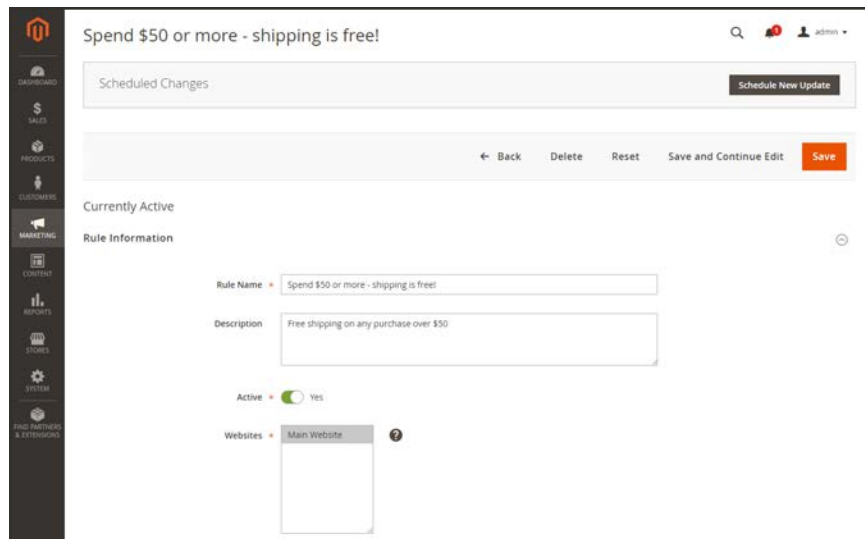 Spend $50 or more - shipping is free!
admin
Scheduled Changes
Schedule New Update
Back
Delete
Reset
Save and Continue Edit
Save
DASHBOARD
SALES
PRODUCTS
CUSTOMERS
MARKETING
CONTENT
REPORTS
STORES
SYSTEM
FIND PARTNERS
& EXTENSIONS
Currently Active
Rule Information
Rule Name * Spend $50 or more - shipping is free!
Description Free shipping on any purchase over $50
Active * Yes
Websites * Main Website ?